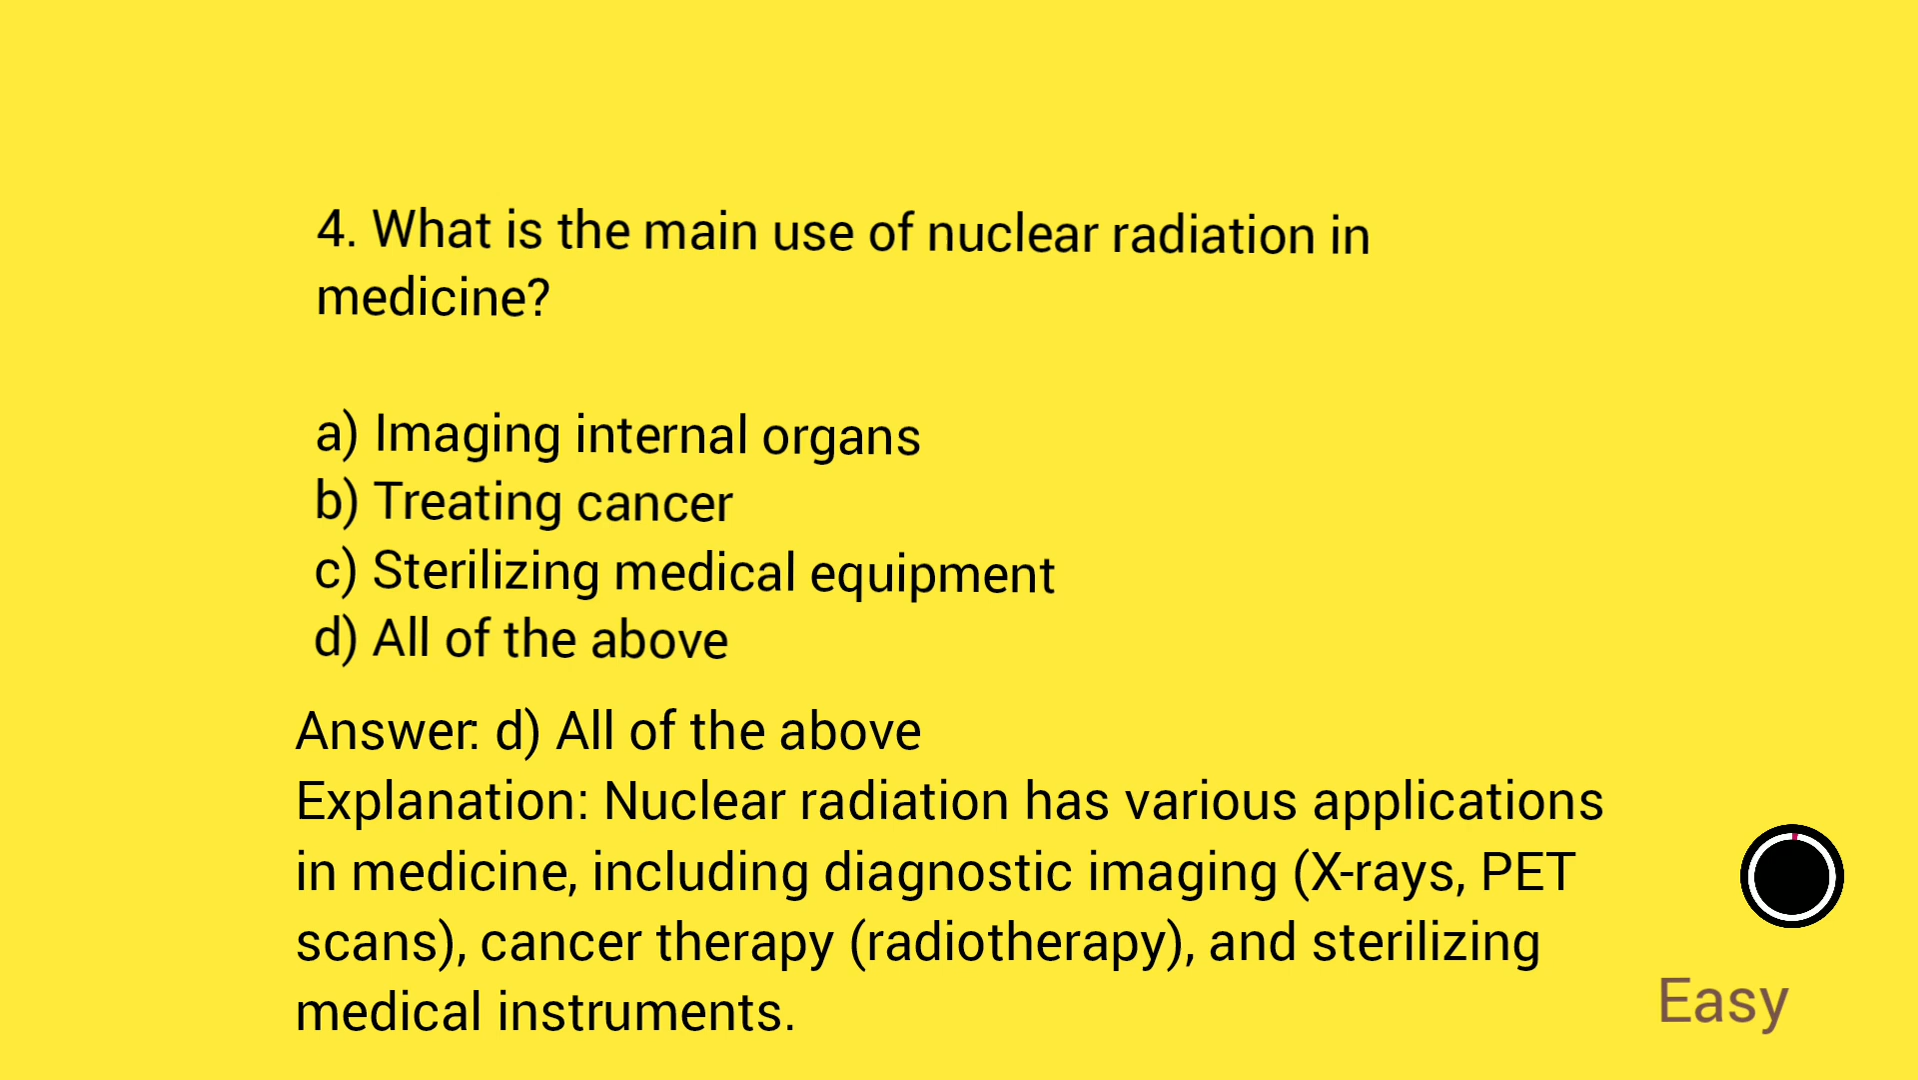 4. What is the main use of nuclear radiation in
medicine?
a) Imaging internal organs
b) Treating cancer
c) Sterilizing medical equipment
d) All of the above
Answer: d) All of the above
Explanation: Nuclear radiation has various applications
in medicine, including diagnostic imaging (X-rays, PET
scans), cancer therapy (radiotherapy), and sterilizing
medical instruments.
Easy